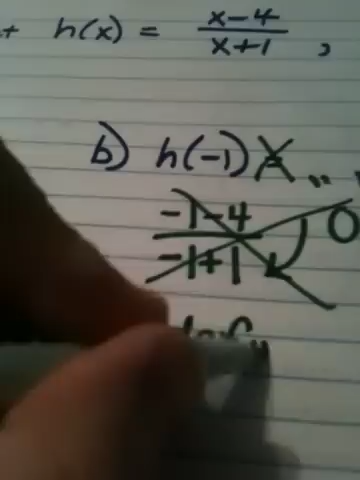 h(x) = x-4 / x+1 ,
b) h(-1) X
-1-4 / -1+1
0